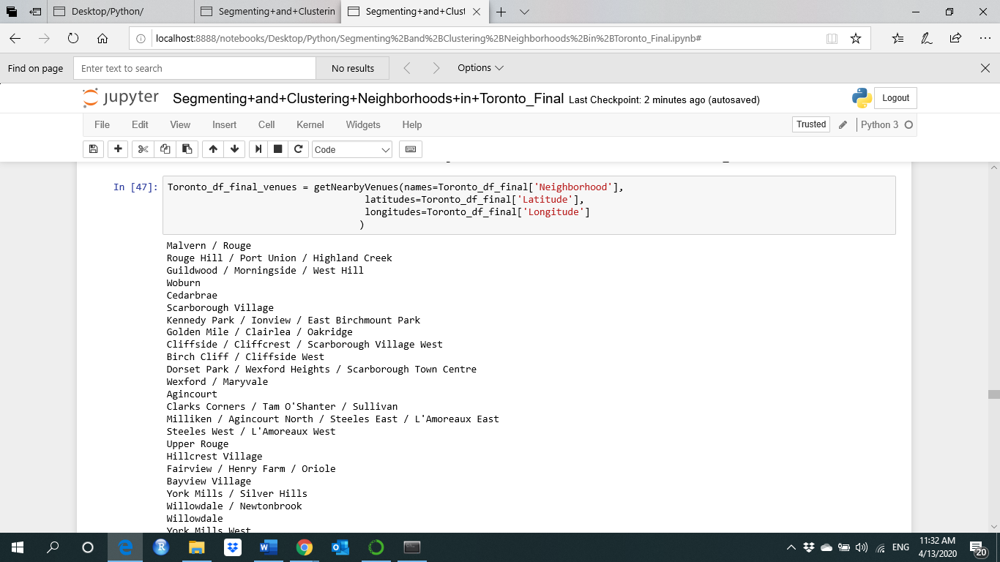 Desktop/Python/
Segmenting+and+Clusterin
Segmenting+and+Clust
localhost:8888/notebooks/Desktop/Python/Segmenting%2Band%2BClustering%2BNeighborhoods%2Bin%2BToronto_Final.ipynb#
Find on page
Enter text to search
No results
Options
jupyter
Segmenting+and+Clustering+Neighborhoods+in+Toronto_Final Last Checkpoint: 2 minutes ago (autosaved)
Logout
File Edit View Insert Cell Kernel Widgets Help
Trusted
Python 3
Code
In [47]: Toronto_df_final_venues = getNearbyVenues(names=Toronto_df_final['Neighborhood'],
latitudes=Toronto_df_final['Latitude'],
longitudes=Toronto_df_final['Longitude']
)
Malvern / Rouge
Rouge Hill / Port Union / Highland Creek
Guildwood / Morningside / West Hill
Woburn
Cedarbrae
Scarborough Village
Kennedy Park / Ionview / East Birchmount Park
Golden Mile / Clairlea / Oakridge
Cliffside / Cliffcrest / Scarborough Village West
Birch Cliff / Cliffside West
Dorset Park / Wexford Heights / Scarborough Town Centre
Wexford / Maryvale
Agincourt
Clarks Corners / Tam O'Shanter / Sullivan
Milliken / Agincourt North / Steeles East / L'Amoreaux East
Steeles West / L'Amoreaux West
Upper Rouge
Hillcrest Village
Fairview / Henry Farm / Oriole
Bayview Village
York Mills / Silver Hills
Willowdale / Newtonbrook
Willowdale
York Mills West
ENG
11:32 AM
4/13/2020
20